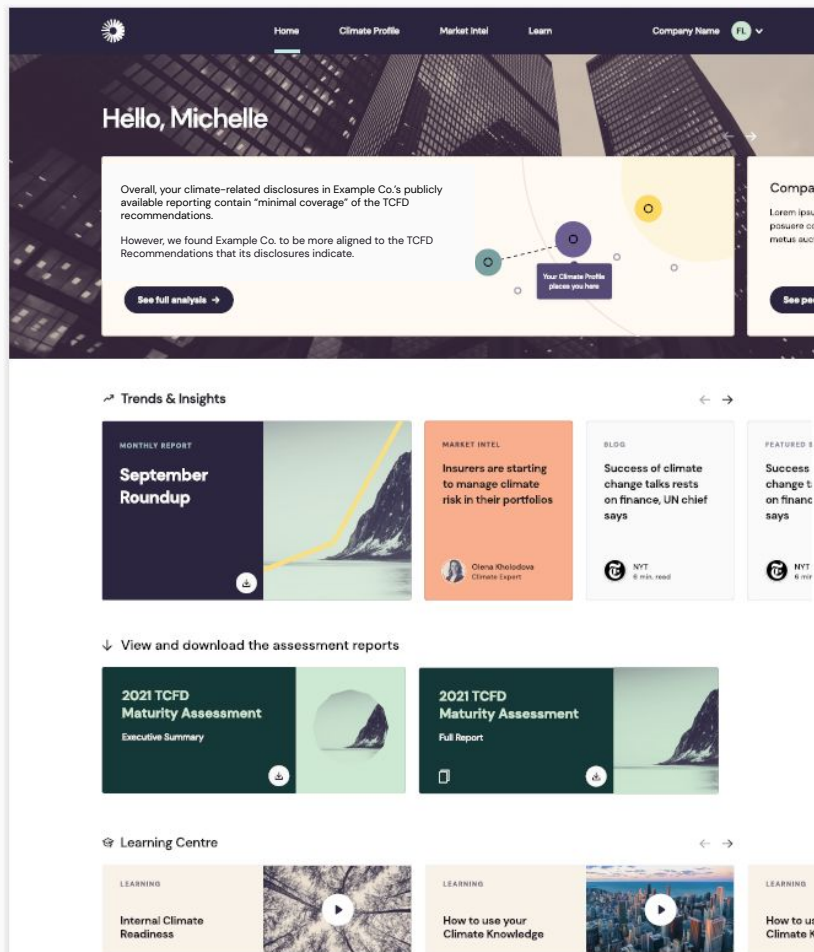 Home
Climate Profile
Market Intel
Learn
Company Name
FL
Hello, Michelle
Overall, your climate-related disclosures in Example Co.'s publicly
available reporting contain “minimal coverage” of the TCFD
recommendations.
However, we found Example Co. to be more aligned to the TCFD
Recommendations that its disclosures indicate.
See full analysis →
Your Climate Profile
places you here
Compa
Lorem ipsu
posuere co
metus auct
See pee
Trends & Insights
MONTHLY REPORT
September
Roundup
MARKET INTEL
Insurers are starting
to manage climate
risk in their portfolios
Olena Kholodova
Climate Expert
BLOG
Success of climate
change talks rests
on finance, UN chief
says
NYT
6 min. read
FEATURED S
Success
change t
on financ
says
NYT
6 min
View and download the assessment reports
2021 TCFD
Maturity Assessment
Executive Summary
2021 TCFD
Maturity Assessment
Full Report
Learning Centre
LEARNING
Internal Climate
Readiness
LEARNING
How to use your
Climate Knowledge
LEARNING
How to us
Climate K